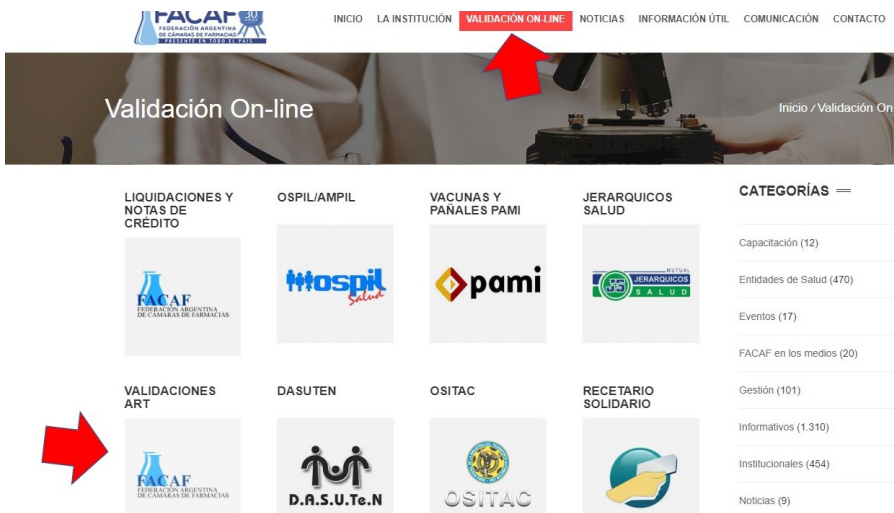 FACAF
FEDERACIÓN ARGENTINA
DE CÁMARAS DE FARMACIAS
PRESENTE EN TODO EL PAÍS
INICIO LA INSTITUCIÓN VALIDACIÓN ON-LINE NOTICIAS INFORMACIÓN ÚTIL COMUNICACIÓN CONTACTO
Validación On-line
Inicio / Validación On
LIQUIDACIONES Y
NOTAS DE
CRÉDITO
FACAF
FEDERACIÓN ARGENTINA
DE CÁMARAS DE FARMACIAS
OSPIL/AMPIL
ospil
Salud
VACUNAS Y
PAÑALES PAMI
pami
JERARQUICOS
SALUD
MUTUAL
JS JERARQUICOS
SALUD
VALIDACIONES
ART
FACAF
FEDERACIÓN ARGENTINA
DE CÁMARAS DE FARMACIAS
DASUTEN
D.A.S.U.Te.N
OSITAC
OSITAC
RECETARIO
SOLIDARIO
CATEGORÍAS
Capacitación (12)
Entidades de Salud (470)
Eventos (17)
FACAF en los medios (20)
Gestión (101)
Informativos (1.310)
Institucionales (454)
Noticias (9)